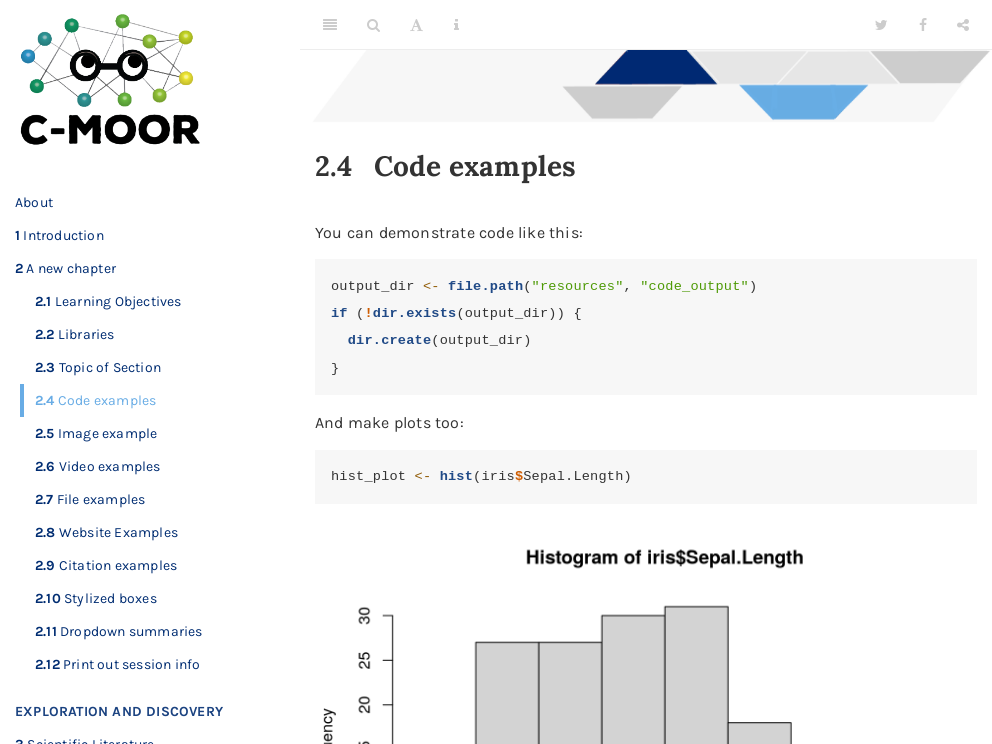 C-MOOR
About
1 Introduction
2 A new chapter
2.1 Learning Objectives
2.2 Libraries
2.3 Topic of Section
2.4 Code examples
2.5 Image example
2.6 Video examples
2.7 File examples
2.8 Website Examples
2.9 Citation examples
2.10 Stylized boxes
2.11 Dropdown summaries
2.12 Print out session info
EXPLORATION AND DISCOVERY
3 Scientific Literature
2.4 Code examples
You can demonstrate code like this:
output_dir <- file.path("resources", "code_output")
if (!dir.exists(output_dir)) {
  dir.create(output_dir)
}
And make plots too:
hist_plot <- hist(iris$Sepal.Length)
Histogram of iris$Sepal.Length
30
25
20